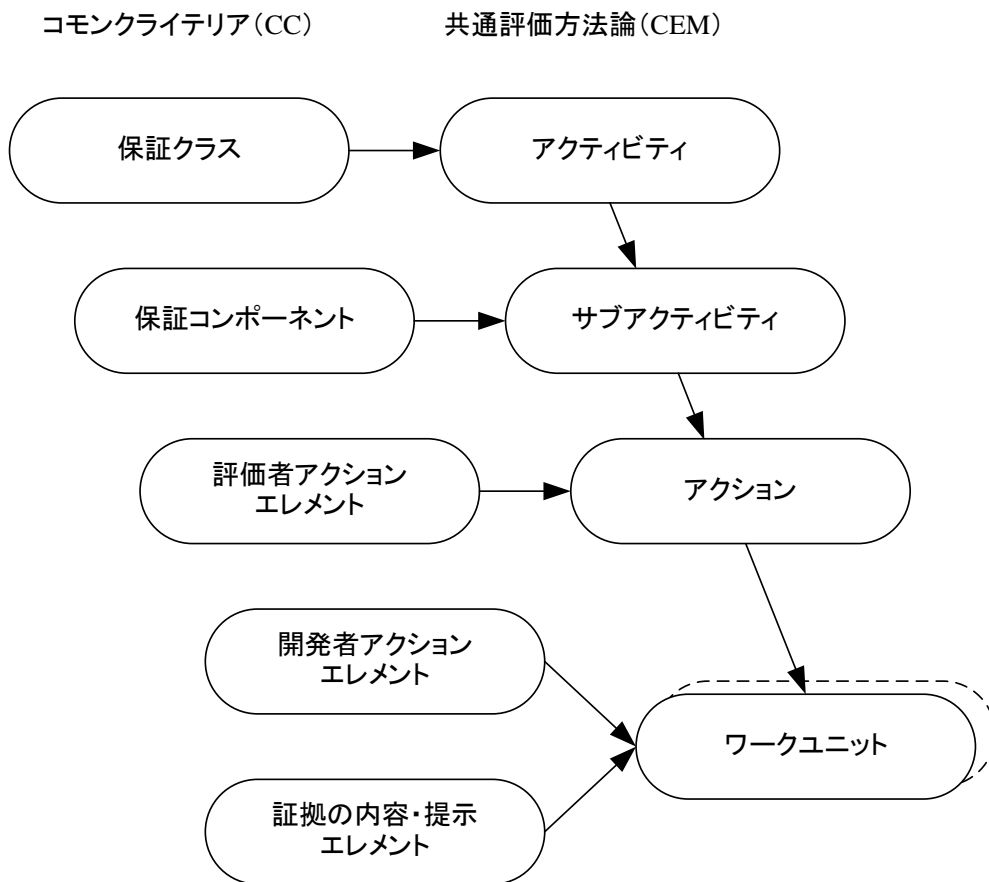 コモンクライテリア(CC)
共通評価方法論(CEM)
保証クラス
アクティビティ
保証コンポーネント
サブアクティビティ
評価者アクション
エレメント
アクション
開発者アクション
エレメント
ワークユニット
証拠の内容・提示
エレメント